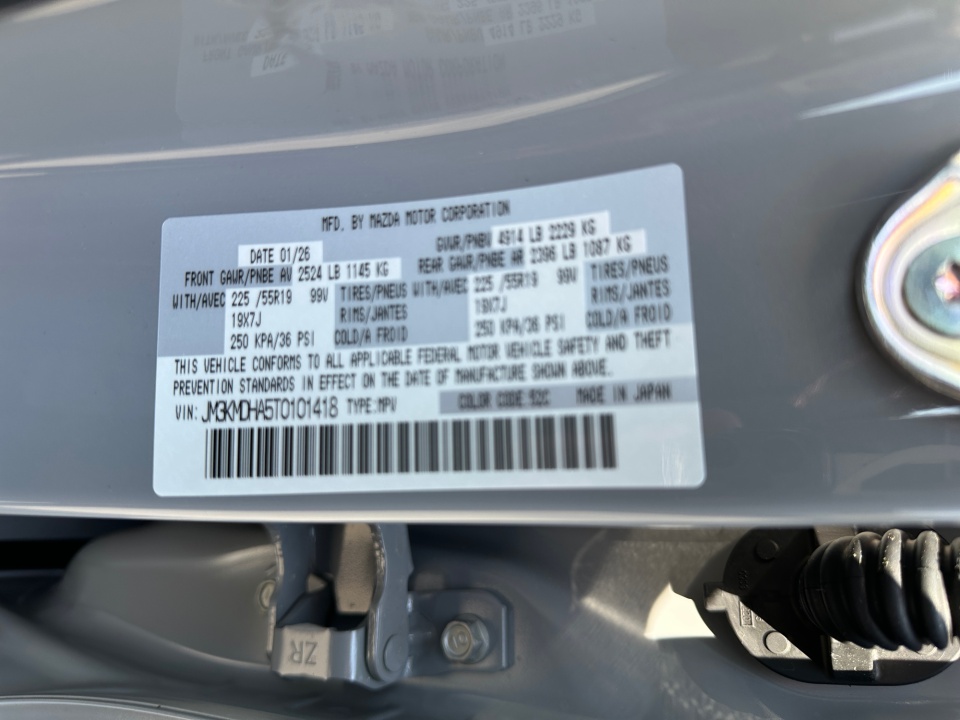 MFD. BY MAZDA MOTOR CORPORATION
DATE 01/26 GVWR/PNBV 4914 LB 2229 KG
FRONT GAWR/PNBE AV 2524 LB 1145 KG REAR GAWR/PNBE AR 2396 LB 1087 KG
WITH/AVEC 225 /55R19 99V TIRES/PNEUS WITH/AVEC 225 /55R19 99V TIRES/PNEUS
19X7J RIMS/JANTES 19X7J RIMS/JANTES
250 KPA/36 PSI COLD/A FROID 250 KPA/36 PSI COLD/A FROID
THIS VEHICLE CONFORMS TO ALL APPLICABLE FEDERAL MOTOR VEHICLE SAFETY AND THEFT
PREVENTION STANDARDS IN EFFECT ON THE DATE OF MANUFACTURE SHOWN ABOVE.
VIN: JM3KMDHA5T0101418 TYPE:MPV COLOR CODE:52C MADE IN JAPAN
ZR